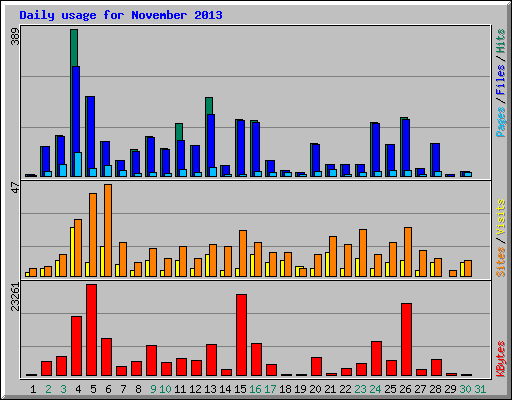 Daily usage for November 2013
389
Pages / Files / Hits
47
Sites / Visits
23261
KBytes
1 2 3 4 5 6 7 8 9 10 11 12 13 14 15 16 17 18 19 20 21 22 23 24 25 26 27 28 29 30 31